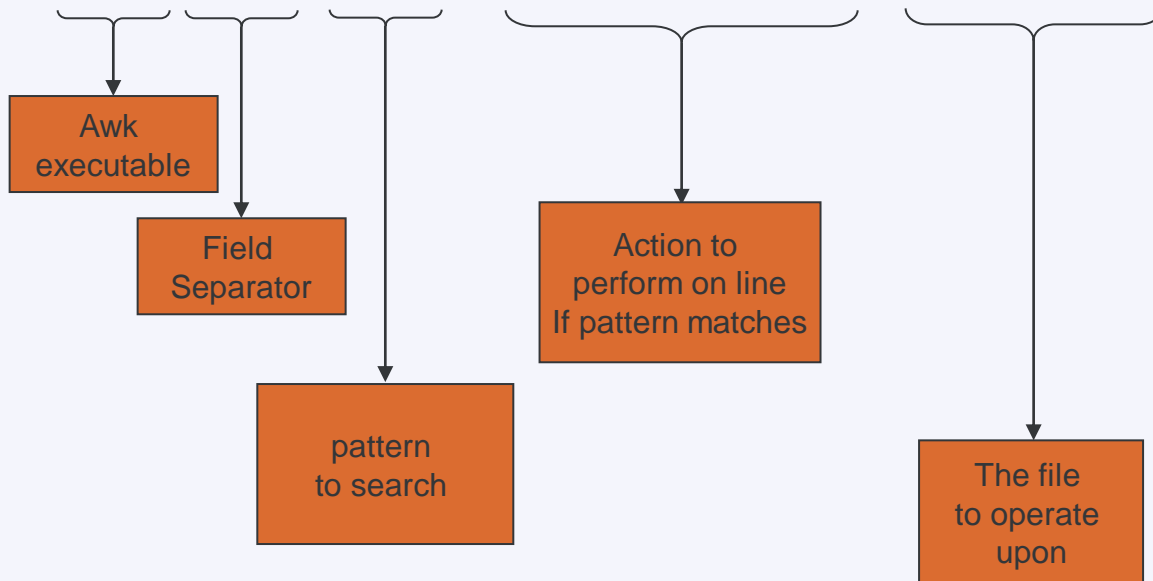 Awk
executable
Field
Separator
pattern
to search
Action to
perform on line
If pattern matches
The file
to operate
upon